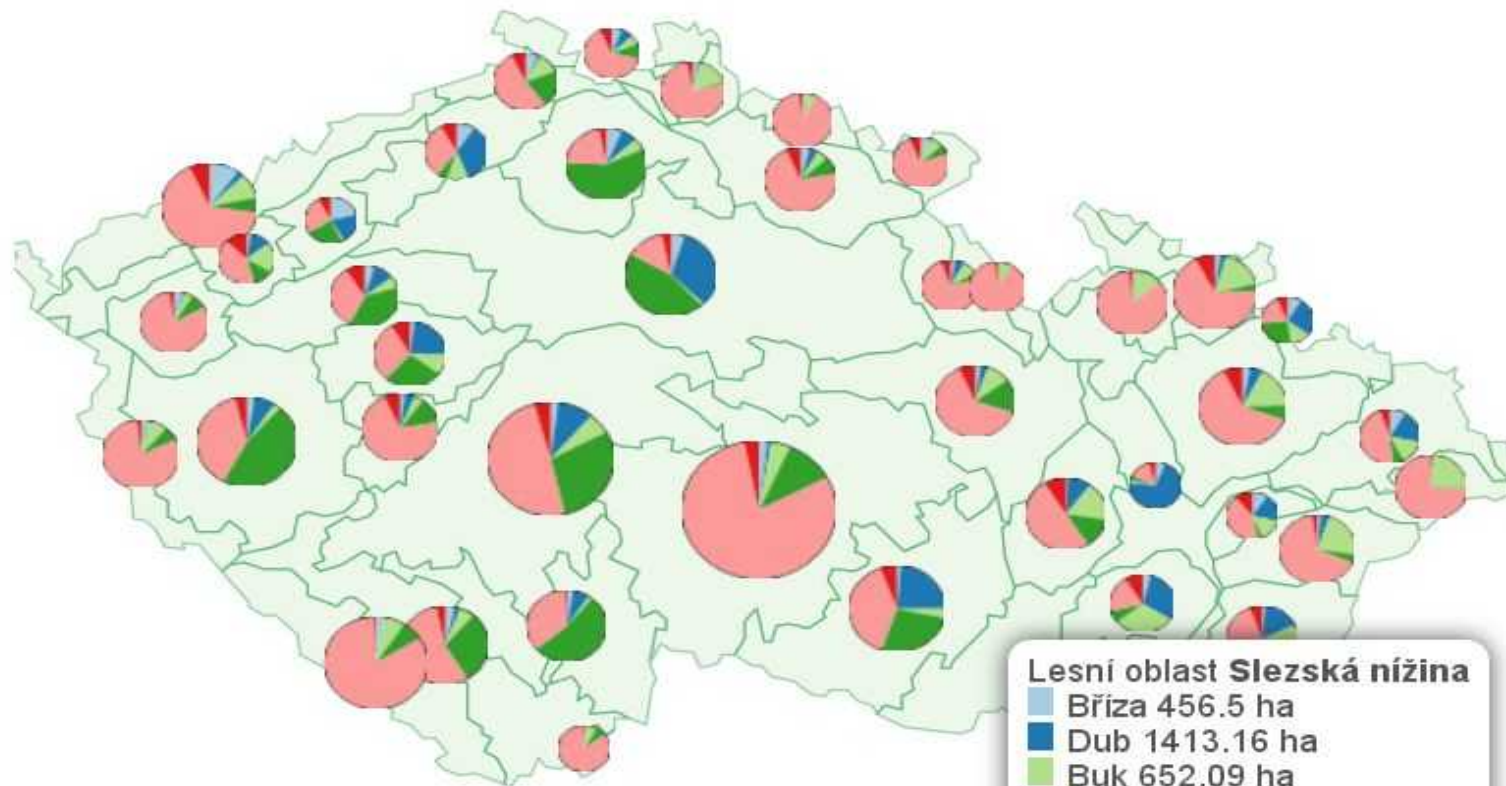 Lesní oblast Slezská nížina
Bříza 456.5 ha
Dub 1413.16 ha
Buk 652.09 ha